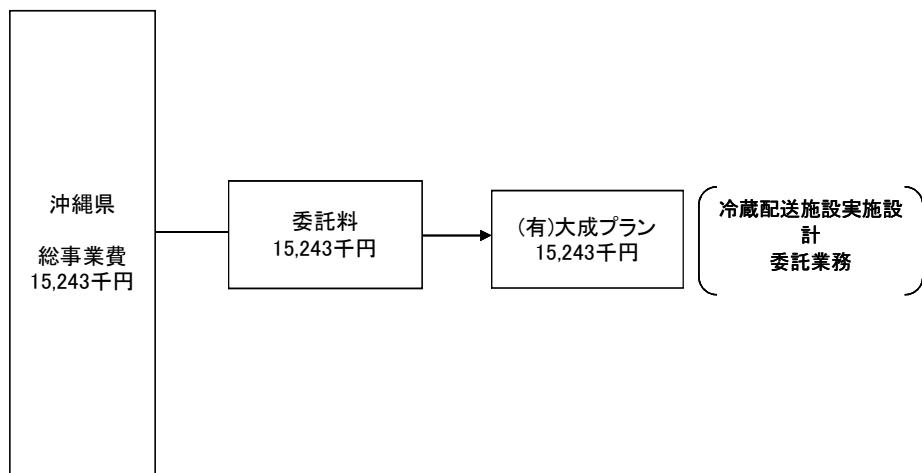 沖縄県
総事業費
15,243千円
委託料
15,243千円
(有)大成プラン
15,243千円
冷蔵配送施設実施設
計
委託業務